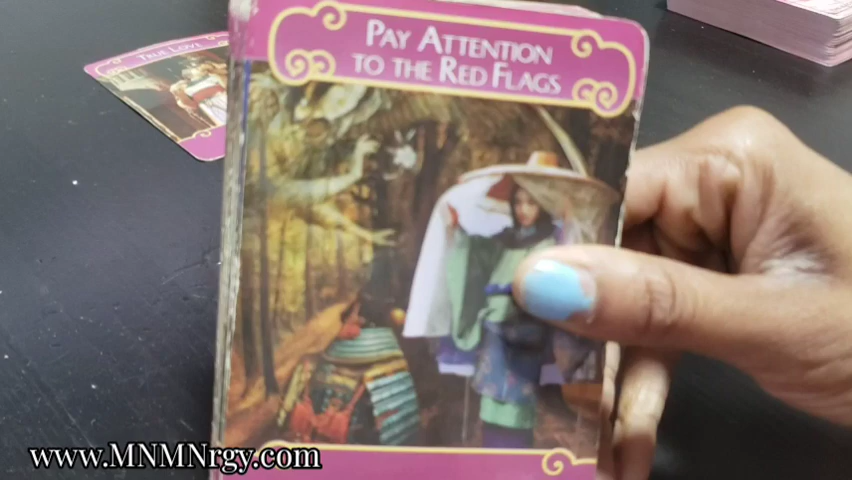 PAY ATTENTION
TO THE RED FLAGS
TRUE LOVE
www.MNMNrgy.com